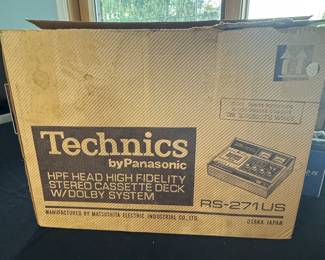 Technics
by Panasonic
HPF HEAD HIGH FIDELITY
STEREO CASSETTE DECK
W/DOLBY SYSTEM
RS-271US
MANUFACTURED BY MATSUSHITA ELECTRIC INDUSTRIAL CO., LTD.
OSAKA JAPAN